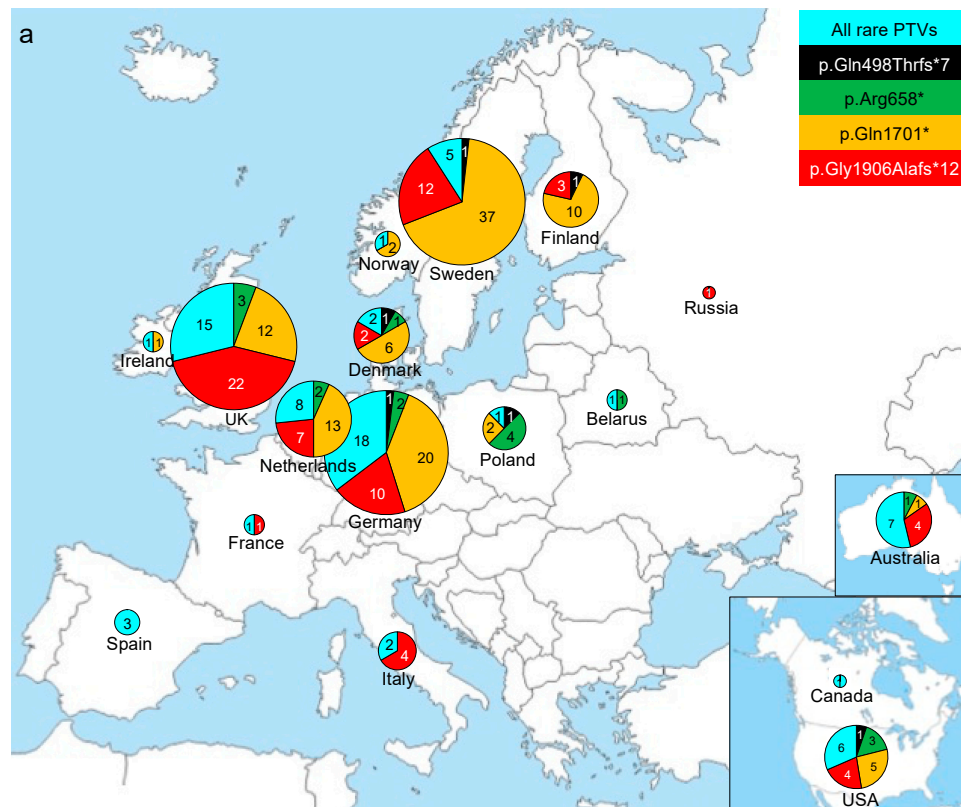 a
All rare PTVs
p.Gln498Thrfs*7
p.Arg658*
p.Gln1701*
p.Gly1906Alafs*12
5
1
12
37
Sweden
3
1
10
Finland
1
2
Norway
1
Russia
15
3
12
22
UK
1
1
Ireland
2
1
1
2
6
Denmark
8
2
7
13
Netherlands
18
1
2
10
20
Germany
1
1
2
4
Poland
1
1
Belarus
1
1
France
3
Spain
2
4
Italy
1
1
7
4
Australia
1
Canada
6
1
3
4
5
USA